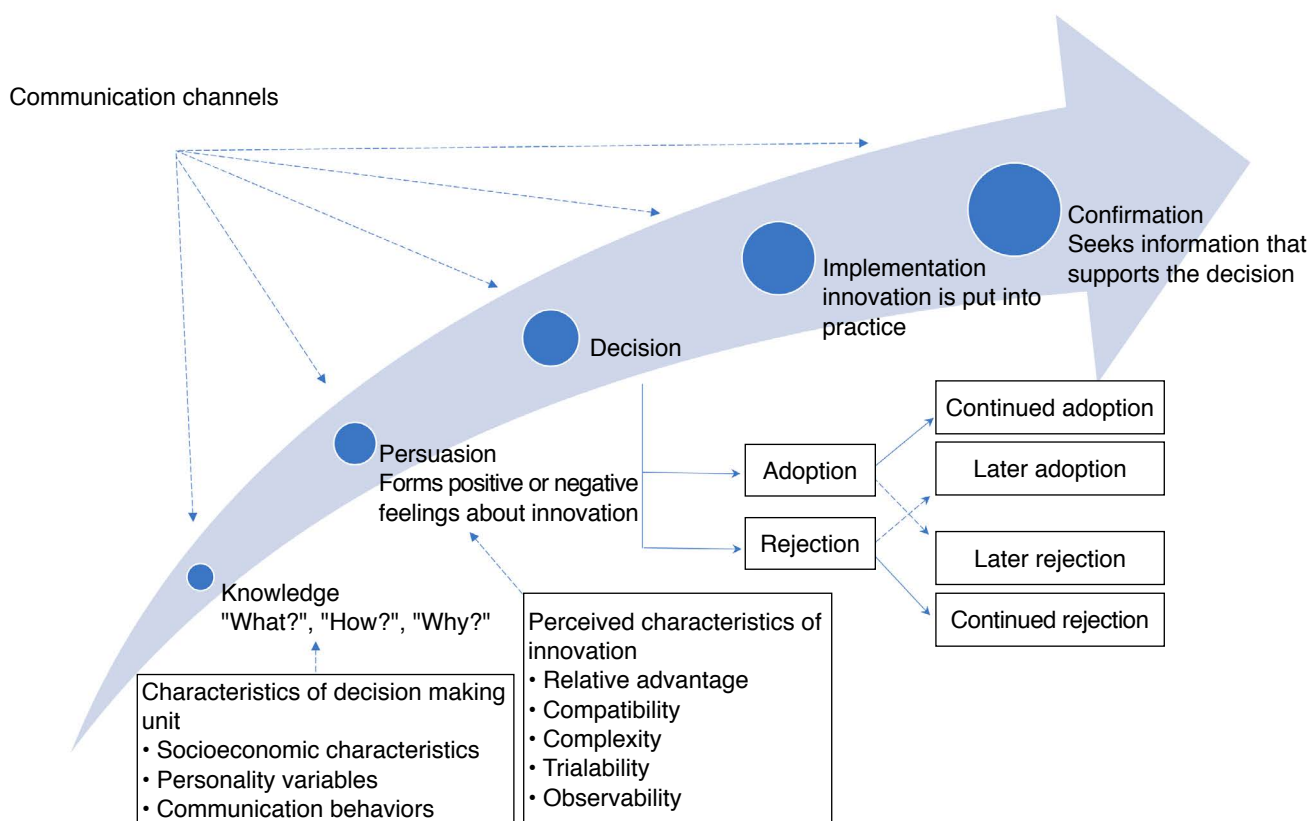 Communication channels
Confirmation
Seeks information that
supports the decision
Implementation
innovation is put into
practice
Decision
Persuasion
Forms positive or negative
feelings about innovation
Knowledge
"What?", "How?", "Why?"
Adoption
Rejection
Continued adoption
Later adoption
Later rejection
Continued rejection
Characteristics of decision making
unit
• Socioeconomic characteristics
• Personality variables
• Communication behaviors
Perceived characteristics of
innovation
• Relative advantage
• Compatibility
• Complexity
• Trialability
• Observability